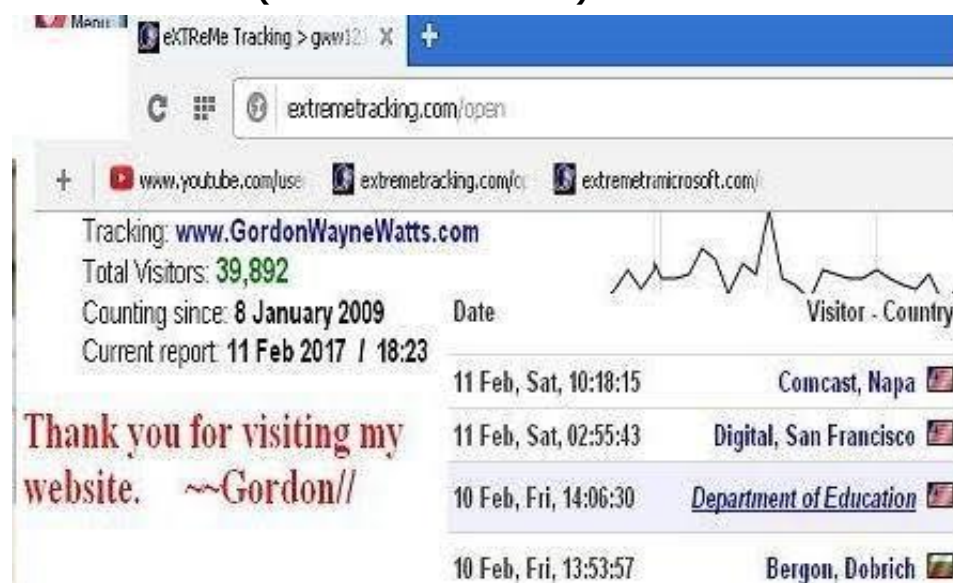 Menu
eXTReMe Tracking > gww121 X +
extremetracking.com/open
+ www.youtube.com/use extremetracking.com/o extremetrmicrosoft.com/
Tracking: www.GordonWayneWatts.com
Total Visitors: 39,892
Counting since: 8 January 2009
Current report: 11 Feb 2017 / 18:23
Date Visitor - Country
11 Feb, Sat, 10:18:15 Comcast, Napa
11 Feb, Sat, 02:55:43 Digital, San Francisco
10 Feb, Fri, 14:06:30 Department of Education
10 Feb, Fri, 13:53:57 Bergon, Dobrich
Thank you for visiting my
website. ~~Gordon//